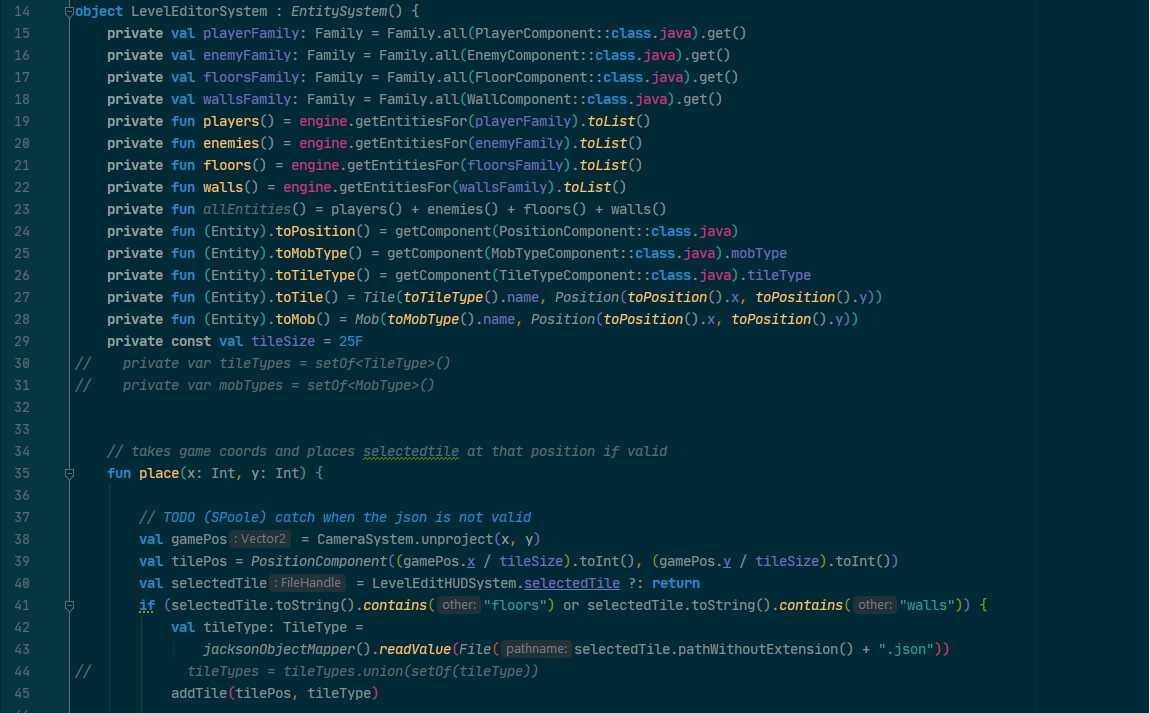 14 object LevelEditorSystem : EntitySystem() {
15 private val playerFamily: Family = Family.all(PlayerComponent::class.java).get()
16 private val enemyFamily: Family = Family.all(EnemyComponent::class.java).get()
17 private val floorsFamily: Family = Family.all(FloorComponent::class.java).get()
18 private val wallsFamily: Family = Family.all(WallComponent::class.java).get()
19 private fun players() = engine.getEntitiesFor(playerFamily).toList()
20 private fun enemies() = engine.getEntitiesFor(enemyFamily).toList()
21 private fun floors() = engine.getEntitiesFor(floorsFamily).toList()
22 private fun walls() = engine.getEntitiesFor(wallsFamily).toList()
23 private fun allEntities() = players() + enemies() + floors() + walls()
24 private fun (Entity).toPosition() = getComponent(PositionComponent::class.java)
25 private fun (Entity).toMobType() = getComponent(MobTypeComponent::class.java).mobType
26 private fun (Entity).toTileType() = getComponent(TileTypeComponent::class.java).tileType
27 private fun (Entity).toTile() = Tile(toTileType().name, Position(toPosition().x, toPosition().y))
28 private fun (Entity).toMob() = Mob(toMobType().name, Position(toPosition().x, toPosition().y))
29 private const val tileSize = 25F
30 // private var tileTypes = setOf<TileType>()
31 // private var mobTypes = setOf<MobType>()
32
33
34 // takes game coords and places selectedtile at that position if valid
35 fun place(x: Int, y: Int) {
36
37 // TODO (SPoole) catch when the json is not valid
38 val gamePos : Vector2 = CameraSystem.unproject(x, y)
39 val tilePos = PositionComponent((gamePos.x / tileSize).toInt(), (gamePos.y / tileSize).toInt())
40 val selectedTile : FileHandle = LevelEditHUDSystem.selectedTile ?: return
41 if (selectedTile.toString().contains( other: "floors") or selectedTile.toString().contains( other: "walls")) {
42 val tileType: TileType =
43 jacksonObjectMapper().readValue(File( pathname: selectedTile.pathWithoutExtension() + ".json"))
44 // tileTypes = tileTypes.union(setOf(tileType))
45 addTile(tilePos, tileType)